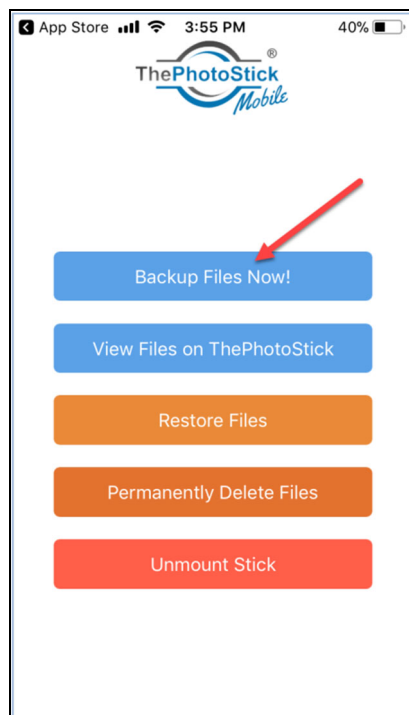 App Store 3:55 PM 40%
®
ThePhotoStick
Mobile
Backup Files Now!
View Files on ThePhotoStick
Restore Files
Permanently Delete Files
Unmount Stick